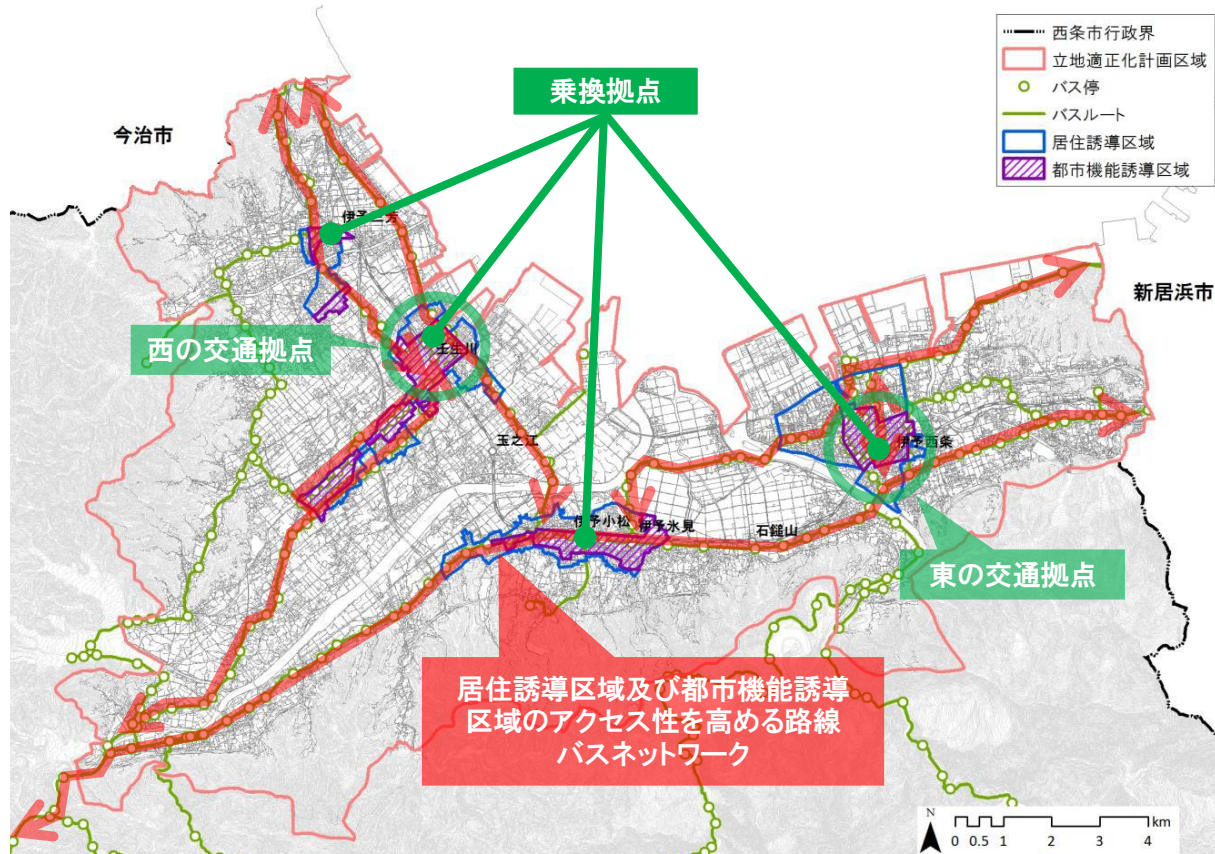 西条市行政界
立地適正化計画区域
バス停
バスルート
居住誘導区域
都市機能誘導区域
乗換拠点
今治市
伊予三芳
新居浜市
西の交通拠点
壬生川
玉之江
伊予西条
伊予小松
伊予氷見
石鎚山
東の交通拠点
居住誘導区域及び都市機能誘導
区域のアクセス性を高める路線
バスネットワーク
N
km
0 0.5 1 2 3 4